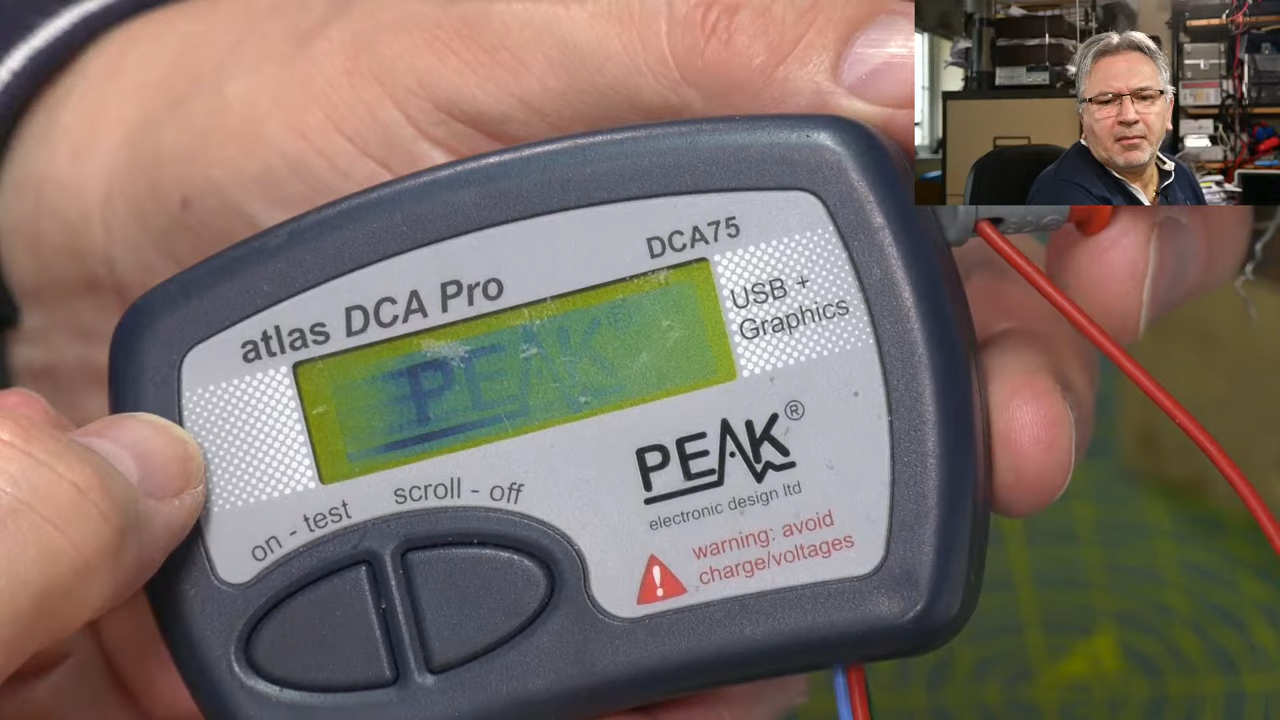 DCA75
atlas DCA Pro
USB +
Graphics
PEAK®
PEAK®
electronic design ltd
on - test
scroll - off
warning: avoid
charge/voltages
!